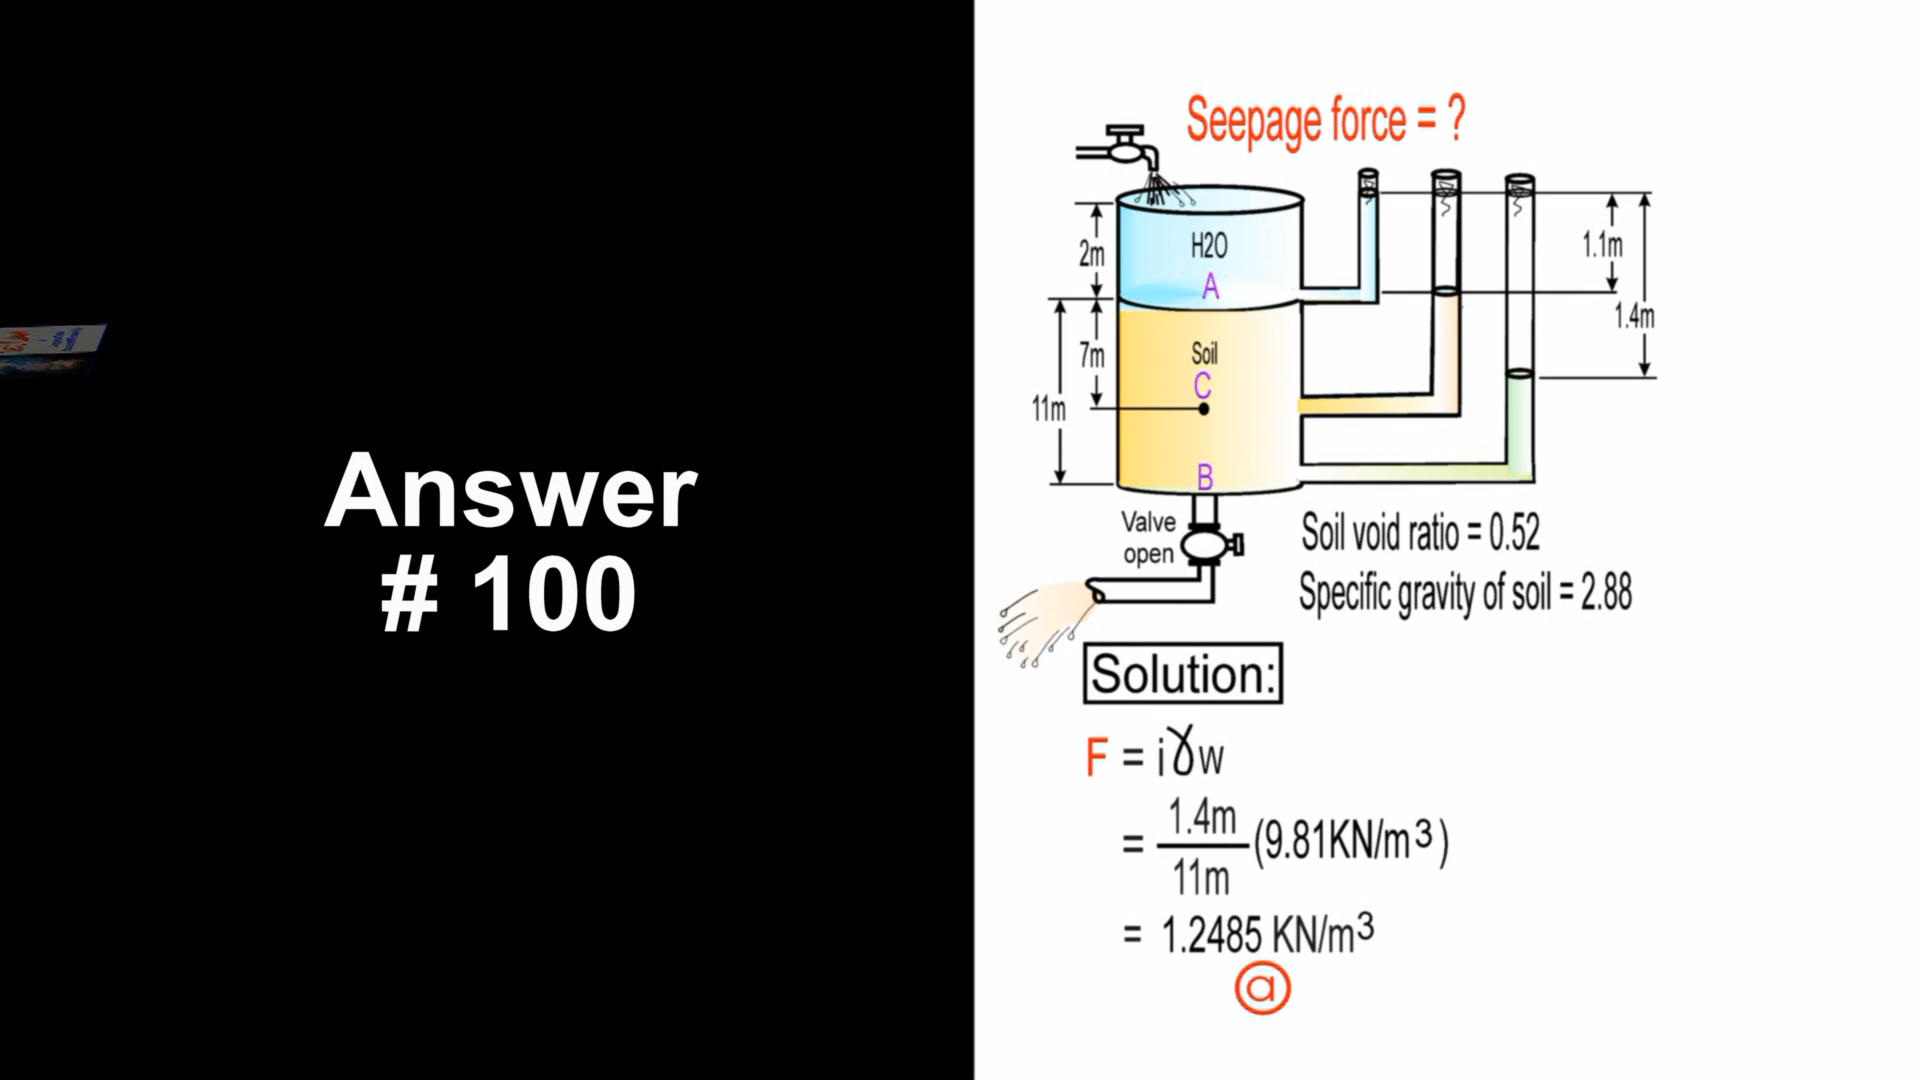 Answer
# 100
Seepage force = ?
H2O
A
2m
7m
11m
Soil
C
B
1.1m
1.4m
Valve
open
Soil void ratio = 0.52
Specific gravity of soil = 2.88
Solution:
F = iɣw
= 1.4m
11m
(9.81KN/m³)
= 1.2485 KN/m³
a